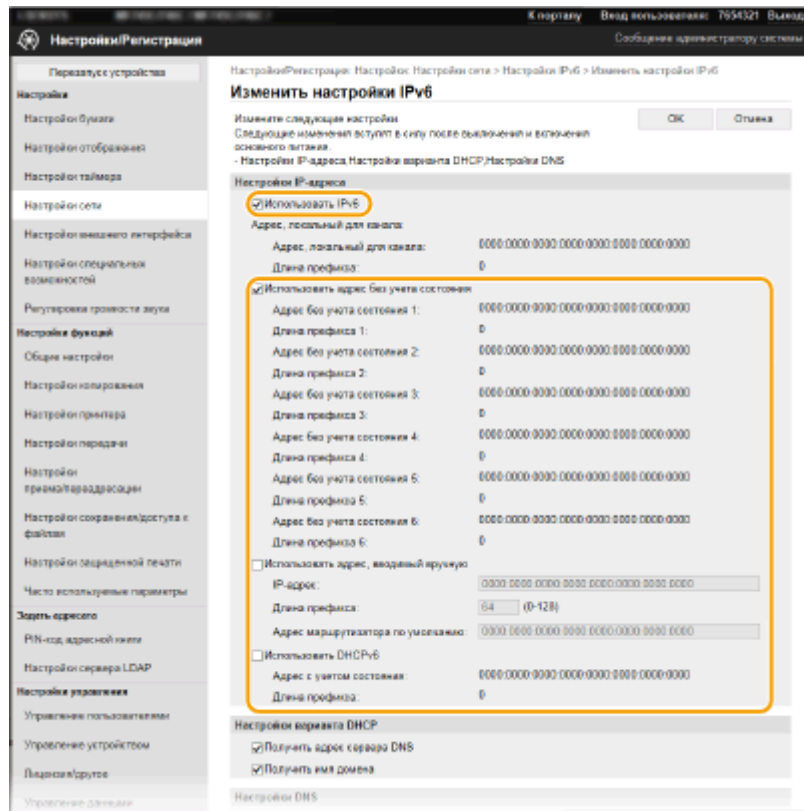 К порталу Вход пользователя: 7654321 Выход
Настройки/Регистрация
Сообщение администратору системы
Перезапуск устройства
Настройки
Настройки бумаги
Настройки отображения
Настройки таймера
Настройки сети
Настройки внешнего интерфейса
Настройки специальных
возможностей
Регулировка громкости звука
Настройки функций
Общие настройки
Настройки копирования
Настройки принтера
Настройки передачи
Настройки
приема/переадресации
Настройки сохранения/доступа к
файлам
Настройки защищенной печати
Часто используемые параметры
Задать адресата
PIN-код адресной книги
Настройки сервера LDAP
Настройки управления
Управление пользователями
Управление устройством
Лицензия/другое
Управление данными
Настройки/Регистрация: Настройки: Настройки сети > Настройки IPv6 > Изменить настройки IPv6
Изменить настройки IPv6
Измените следующие настройки.
Следующие изменения вступят в силу после выключения и включения
основного питания.
- Настройки IP-адреса,Настройки варианта DHCP,Настройки DNS
OK Отмена
Настройки IP-адреса
Использовать IPv6
Адрес, локальный для канала:
Адрес, локальный для канала: 0000:0000:0000:0000:0000:0000:0000:0000
Длина префикса: 0
Использовать адрес без учета состояния
Адрес без учета состояния 1: 0000:0000:0000:0000:0000:0000:0000:0000
Длина префикса 1: 0
Адрес без учета состояния 2: 0000:0000:0000:0000:0000:0000:0000:0000
Длина префикса 2: 0
Адрес без учета состояния 3: 0000:0000:0000:0000:0000:0000:0000:0000
Длина префикса 3: 0
Адрес без учета состояния 4: 0000:0000:0000:0000:0000:0000:0000:0000
Длина префикса 4: 0
Адрес без учета состояния 5: 0000:0000:0000:0000:0000:0000:0000:0000
Длина префикса 5: 0
Адрес без учета состояния 6: 0000:0000:0000:0000:0000:0000:0000:0000
Длина префикса 6: 0
Использовать адрес, вводимый вручную
IP-адрес: 0000:0000:0000:0000:0000:0000:0000:0000
Длина префикса: 64 (0-128)
Адрес маршрутизатора по умолчанию: 0000:0000:0000:0000:0000:0000:0000:0000
Использовать DHCPv6
Адрес с учетом состояния: 0000:0000:0000:0000:0000:0000:0000:0000
Длина префикса: 0
Настройки варианта DHCP
Получить адрес сервера DNS
Получить имя домена
Настройки DNS